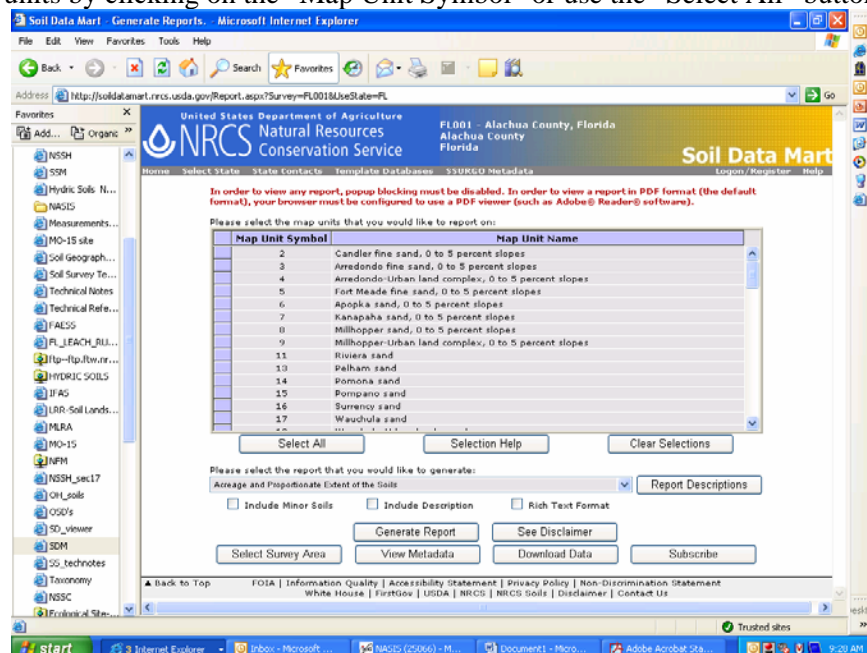 units by clicking on the "Map Unit Symbol" or use the "Select All" button
Soil Data Mart - Generate Reports. - Microsoft Internet Explorer
File Edit View Favorites Tools Help
Back Search Favorites
Address http://soildatamart.nrcs.usda.gov/Report.aspx?Survey=FL001&UseState=FL Go
Favorites
Add... Organi:
NSSH
SSM
Hydric Soils N...
NASIS
Measurements...
MO-15 site
Soil Geograph...
Soil Survey Te...
Technical Notes
Technical Refe...
FAESS
FL_LEACH_RU...
ftp--ftp.ftw.nr...
HYDRIC SOILS
IFAS
LRR-Soil Lands...
MLRA
MO-15
NFM
NSSH_sec17
OH_soils
OSD's
SD_viewer
SDM
SS_technotes
Taxonomy
NSSC
Ecological Site-...
United States Department of Agriculture
NRCS Natural Resources
Conservation Service
FL001 - Alachua County, Florida
Alachua County
Florida
Soil Data Mart
Home Select State State Contacts Template Databases SSURGO Metadata Logon/Register Help
In order to view any report, popup blocking must be disabled. In order to view a report in PDF format (the default
format), your browser must be configured to use a PDF viewer (such as Adobe® Reader® software).
Please select the map units that you would like to report on:
Map Unit Symbol Map Unit Name
2 Candler fine sand, 0 to 5 percent slopes
3 Arredondo fine sand, 0 to 5 percent slopes
4 Arredondo-Urban land complex, 0 to 5 percent slopes
5 Fort Meade fine sand, 0 to 5 percent slopes
6 Apopka sand, 0 to 5 percent slopes
7 Kanapaha sand, 0 to 5 percent slopes
8 Millhopper sand, 0 to 5 percent slopes
9 Millhopper-Urban land complex, 0 to 5 percent slopes
11 Riviera sand
13 Pelham sand
14 Pomona sand
15 Pompano sand
16 Surrency sand
17 Wauchula sand
Select All Selection Help Clear Selections
Please select the report that you would like to generate:
Acreage and Proportionate Extent of the Soils Report Descriptions
Include Minor Soils Include Description Rich Text Format
Generate Report See Disclaimer
Select Survey Area View Metadata Download Data Subscribe
Back to Top FOIA | Information Quality | Accessibility Statement | Privacy Policy | Non-Discrimination Statement
White House | FirstGov | USDA | NRCS | NRCS Soils | Disclaimer | Contact Us
Trusted sites
start 3 Internet Explorer Inbox - Microsoft ... NASIS (25066) - M... Document1 - Micro... Adobe Acrobat Sta... 9:20 AM